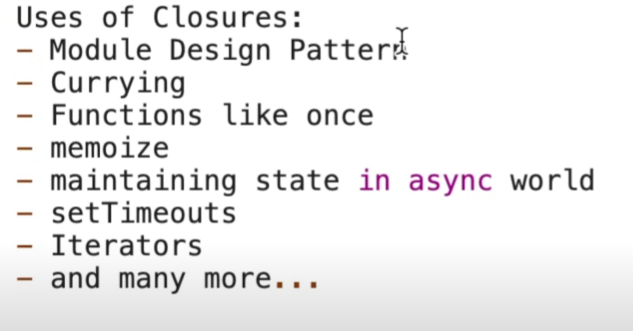 Uses of Closures:
- Module Design Pattern
- Currying
- Functions like once
- memoize
- maintaining state in async world
- setTimeouts
- Iterators
- and many more...